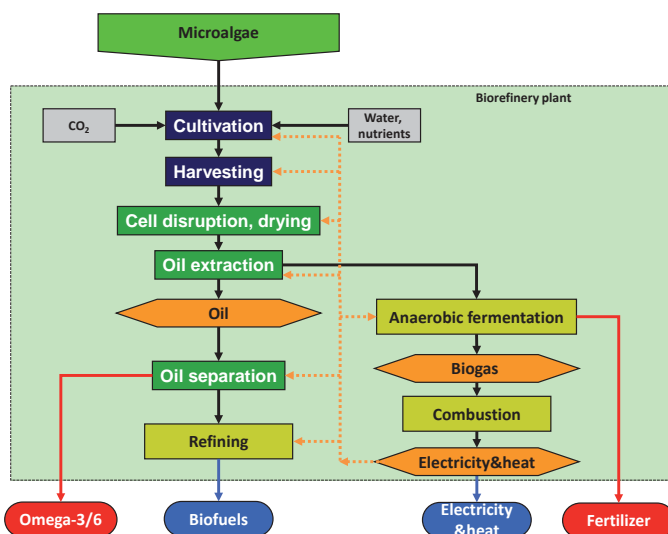 Microalgae
Biorefinery plant
CO2
Cultivation
Water,
nutrients
Harvesting
Cell disruption, drying
Oil extraction
Oil
Anaerobic fermentation
Biogas
Oil separation
Combustion
Refining
Electricity&heat
Omega-3/6
Biofuels
Electricity
&heat
Fertilizer